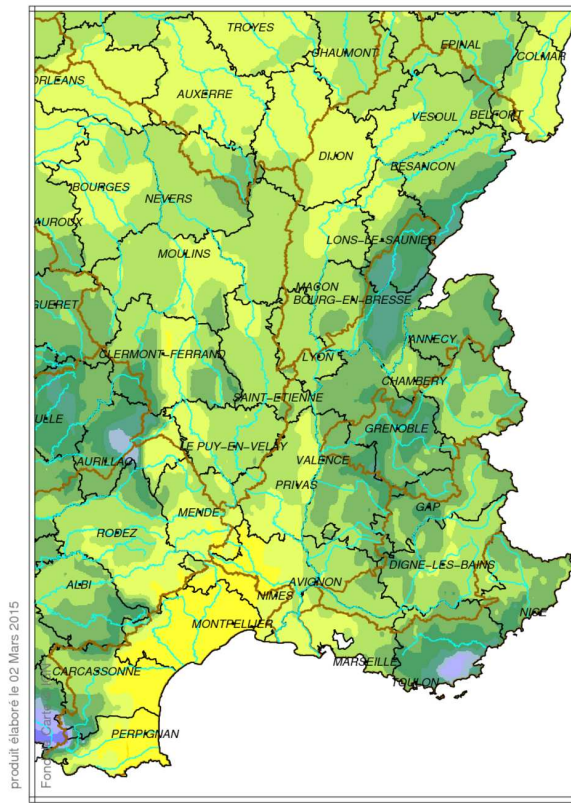 TROYES
CHAUMONT
EPINAL
COLMAR
ORLEANS
AUXERRE
VESOUL
BELFORT
DIJON
BESANCON
BOURGES
NEVERS
AUROUX
LONS-LE-SAUNIER
MOULINS
MACON
BOURG-EN-BRESSE
GUERET
ANNECY
CLERMONT-FERRAND
LYON
CHAMBERY
SAINT-ETIENNE
ULLE
GRENOBLE
LE PUY-EN-VELAY
AURILLAC
VALENCE
PRIVAS
GAP
MENDE
RODEZ
DIGNE-LES-BAINS
ALBI
AVIGNON
NIMES
NICE
MONTPELLIER
MARSEILLE
CARCASSONNE
TOULON
PERPIGNAN
produit élaboré le 02 Mars 2015